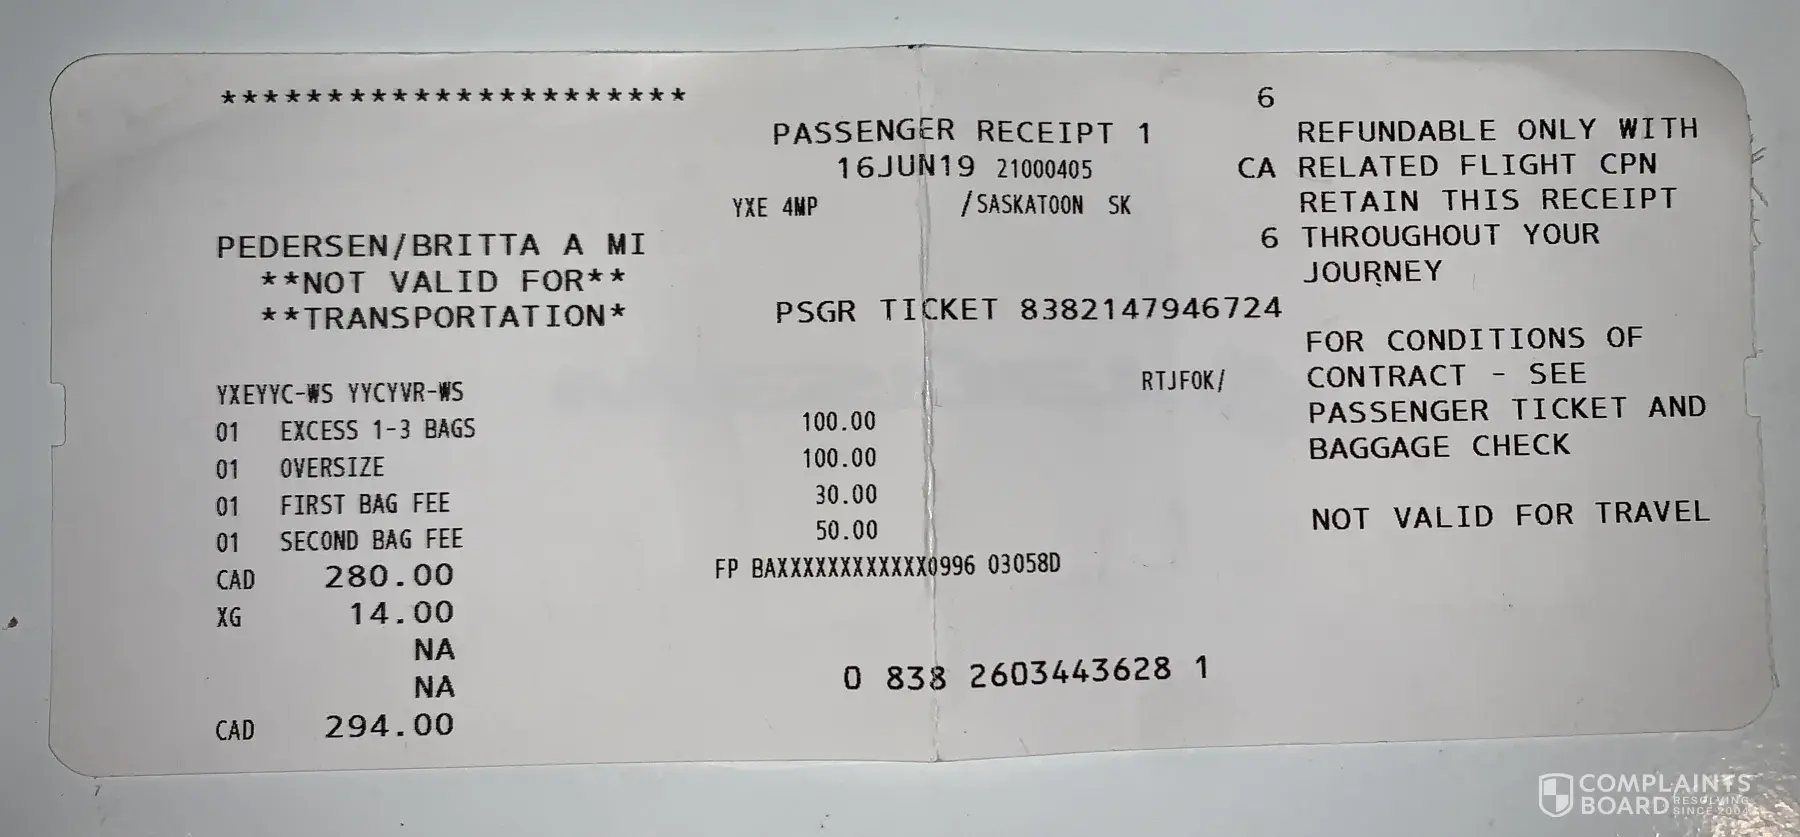 **********************
PASSENGER RECEIPT 1
16JUN19 21000405
YXE 4MP /SASKATOON SK
PEDERSEN/BRITTA A MI
**NOT VALID FOR**
**TRANSPORTATION*
PSGR TICKET 8382147946724
RTJFOK/
YXEYYC-WS YYCYVR-WS
01 EXCESS 1-3 BAGS 100.00
01 OVERSIZE 100.00
01 FIRST BAG FEE 30.00
01 SECOND BAG FEE 50.00
CAD 280.00
FP BAXXXXXXXXXXXX0996 03058D
XG 14.00
NA
NA
CAD 294.00
0 838 2603443628 1
6
REFUNDABLE ONLY WITH
CA RELATED FLIGHT CPN
RETAIN THIS RECEIPT
6 THROUGHOUT YOUR
JOURNEY
FOR CONDITIONS OF
CONTRACT - SEE
PASSENGER TICKET AND
BAGGAGE CHECK
NOT VALID FOR TRAVEL
COMPLAINTS
BOARD RESOLVING
SINCE 2004